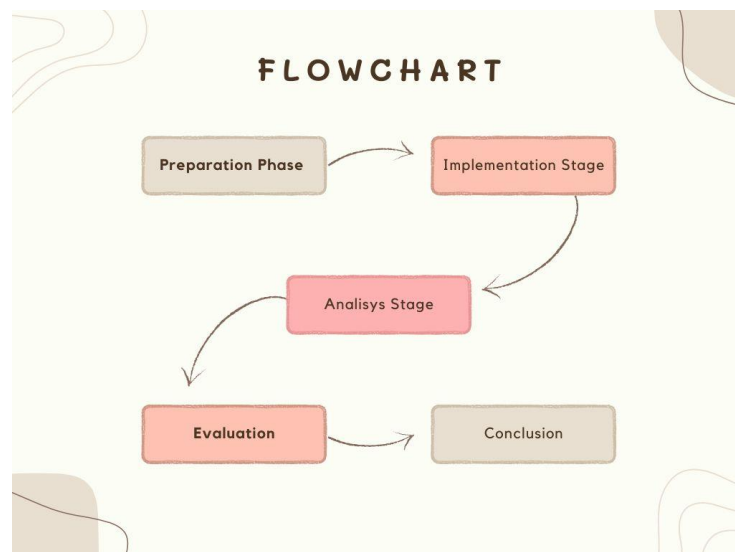 FLOWCHART
Preparation Phase
Implementation Stage
Analisys Stage
Evaluation
Conclusion